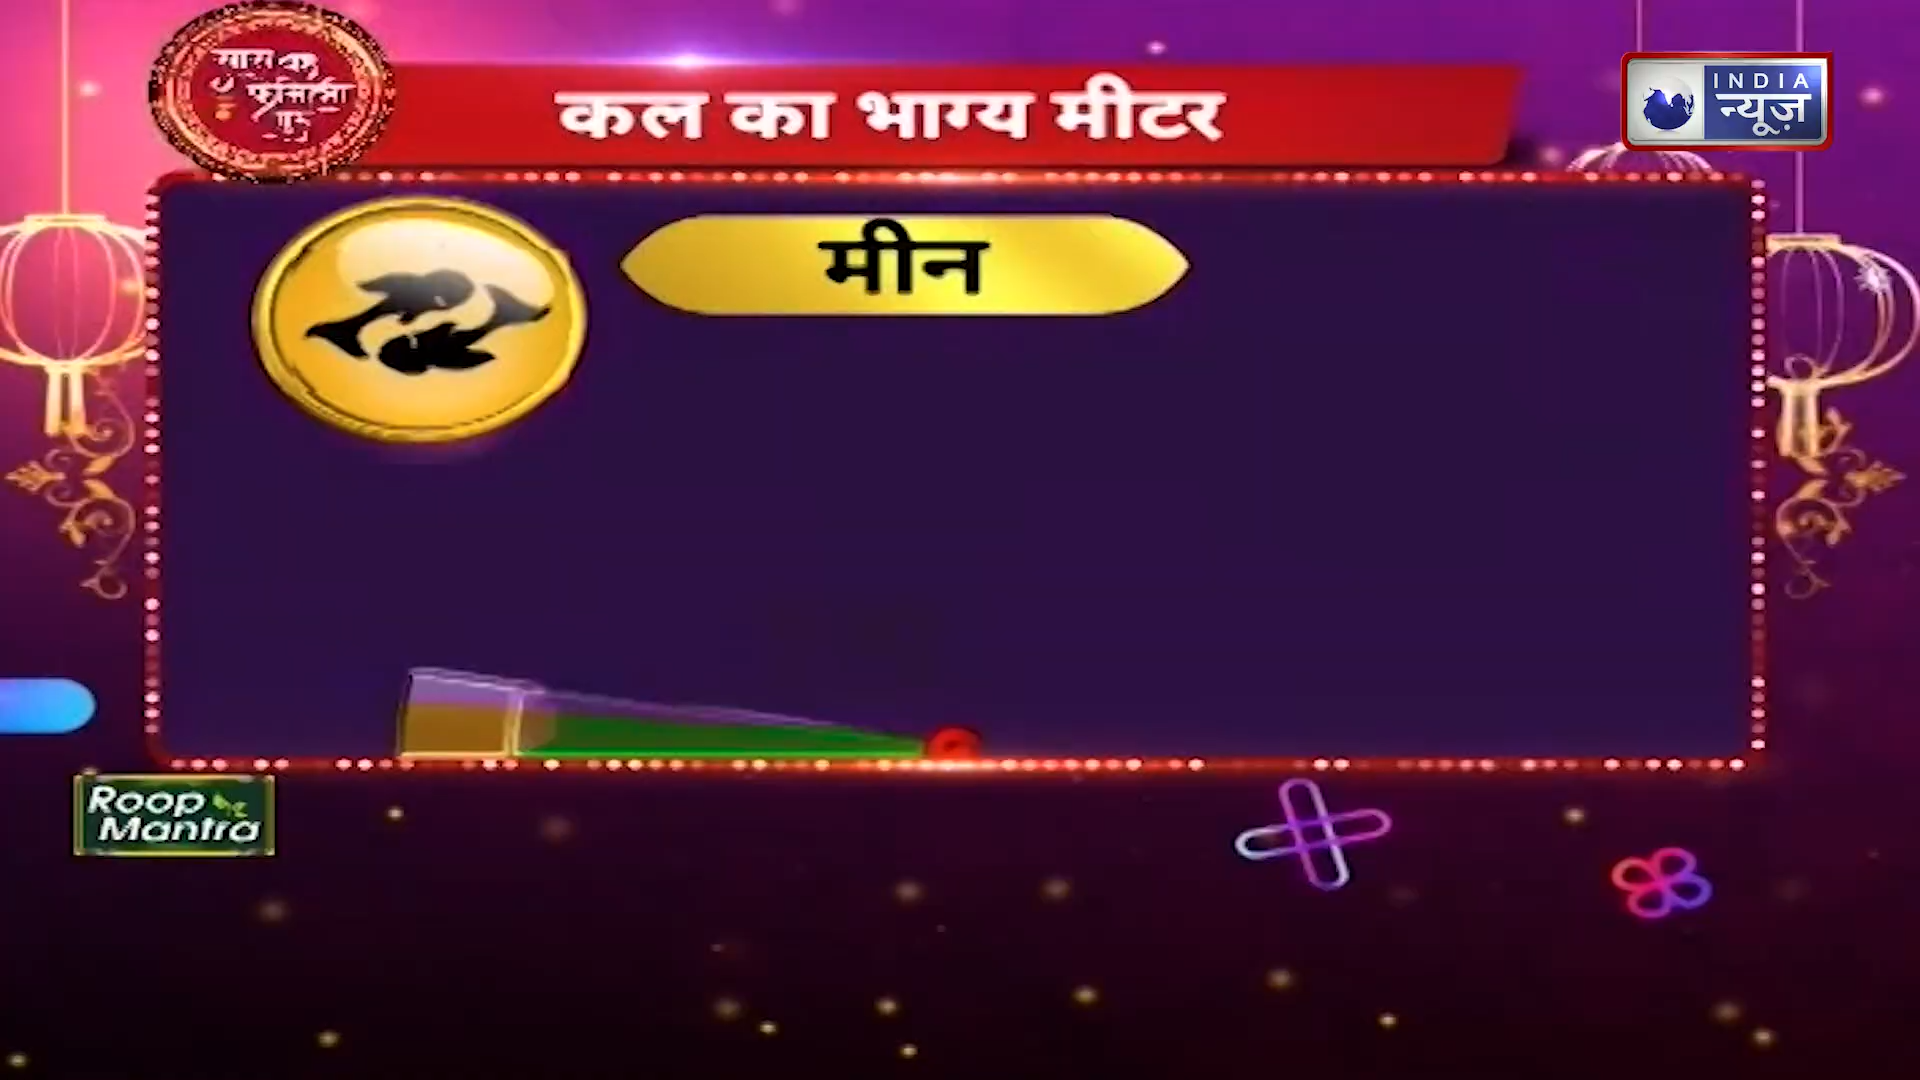 कल का भाग्य मीटर
INDIA
न्यूज़
मीन
Roop
Mantra